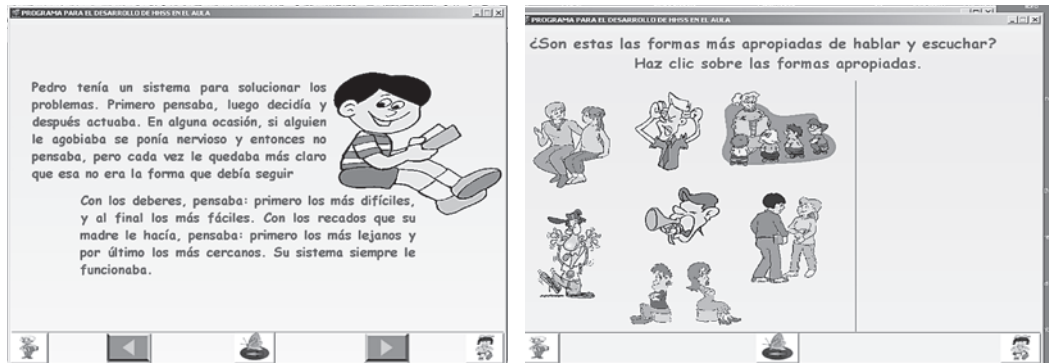 PROGRAMA PARA EL DESARROLLO DE HHSS EN EL AULA
Pedro tenía un sistema para solucionar los
problemas. Primero pensaba, luego decidía y
después actuaba. En alguna ocasión, si alguien
le agobiaba se ponía nervioso y entonces no
pensaba, pero cada vez le quedaba más claro
que esa no era la forma que debía seguir
Con los deberes, pensaba: primero los más difíciles,
y al final los más fáciles. Con los recados que su
madre le hacía, pensaba: primero los más lejanos y
por último los más cercanos. Su sistema siempre le
funcionaba.
PROGRAMA PARA EL DESARROLLO DE HHSS EN EL AULA
¿Son estas las formas más apropiadas de hablar y escuchar?
Haz clic sobre las formas apropiadas.